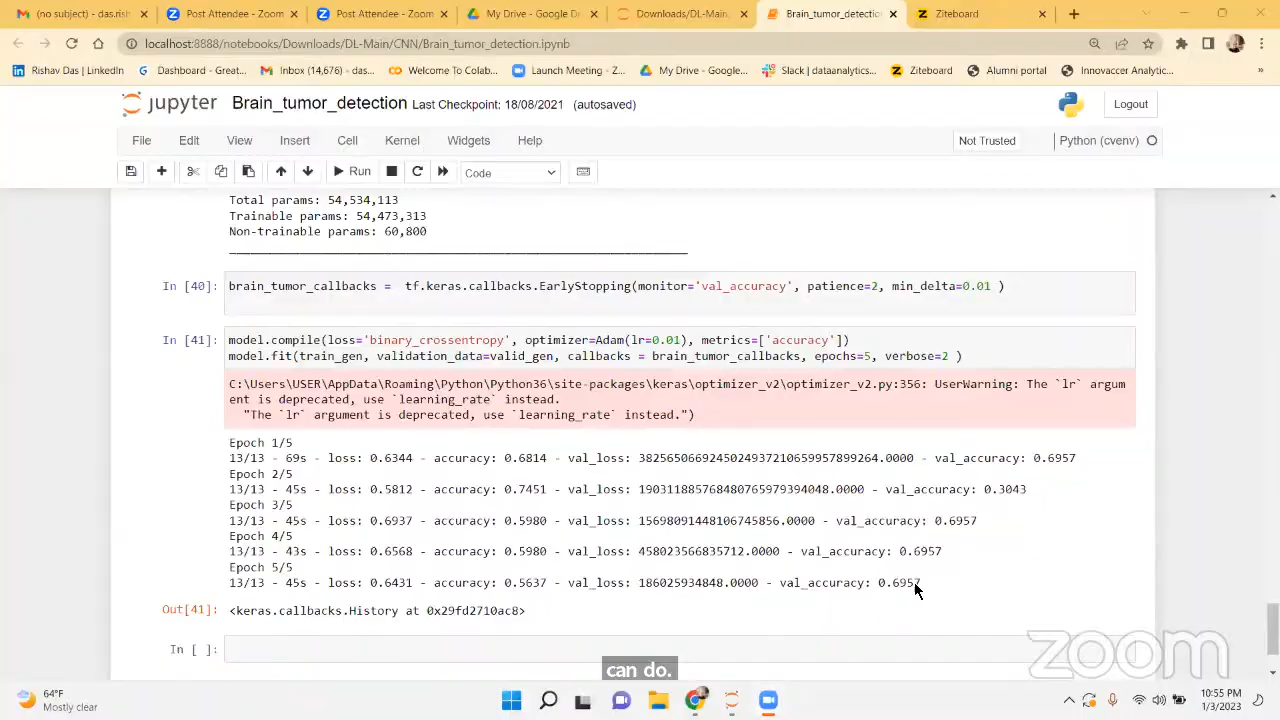 (no subject) - das.rish
Post Attendee - Zoom
Post Attendee - Zoom
My Drive - Google D
Downloads/DL-Main,
Brain_tumor_detectio
Ziteboard
localhost:8888/notebooks/Downloads/DL-Main/CNN/Brain_tumor_detection.ipynb
Rishav Das | LinkedIn
Dashboard - Great...
Inbox (14,676) - das...
Welcome To Colab...
Launch Meeting - Z...
My Drive - Google...
Slack | dataanalytics...
Ziteboard
Alumni portal
Innovaccer Analytic...
jupyter Brain_tumor_detection Last Checkpoint: 18/08/2021 (autosaved)
Logout
File Edit View Insert Cell Kernel Widgets Help
Not Trusted
Python (cvenv)
Run
Code
Total params: 54,534,113
Trainable params: 54,473,313
Non-trainable params: 60,800
In [40]: brain_tumor_callbacks =  tf.keras.callbacks.EarlyStopping(monitor='val_accuracy', patience=2, min_delta=0.01 )
In [41]: model.compile(loss='binary_crossentropy', optimizer=Adam(lr=0.01), metrics=['accuracy'])
model.fit(train_gen, validation_data=valid_gen, callbacks = brain_tumor_callbacks, epochs=5, verbose=2 )
C:\Users\USER\AppData\Roaming\Python\Python36\site-packages\keras\optimizer_v2\optimizer_v2.py:356: UserWarning: The `lr` argum
ent is deprecated, use `learning_rate` instead.
"The `lr` argument is deprecated, use `learning_rate` instead.")
Epoch 1/5
13/13 - 69s - loss: 0.6344 - accuracy: 0.6814 - val_loss: 38256506692450249372106599578992​64.0000 - val_accuracy: 0.6957
Epoch 2/5
13/13 - 45s - loss: 0.5812 - accuracy: 0.7451 - val_loss: 190311885768480765979394048.0000 - val_accuracy: 0.3043
Epoch 3/5
13/13 - 45s - loss: 0.6937 - accuracy: 0.5980 - val_loss: 15698091448106745856.0000 - val_accuracy: 0.6957
Epoch 4/5
13/13 - 43s - loss: 0.6568 - accuracy: 0.5980 - val_loss: 458023566835712.0000 - val_accuracy: 0.6957
Epoch 5/5
13/13 - 45s - loss: 0.6431 - accuracy: 0.5637 - val_loss: 186025934848.0000 - val_accuracy: 0.6957
Out[41]: <keras.callbacks.History at 0x29fd2710ac8>
In [ ]:
zoom
can do.
64°F
Mostly clear
10:55 PM
1/3/2023